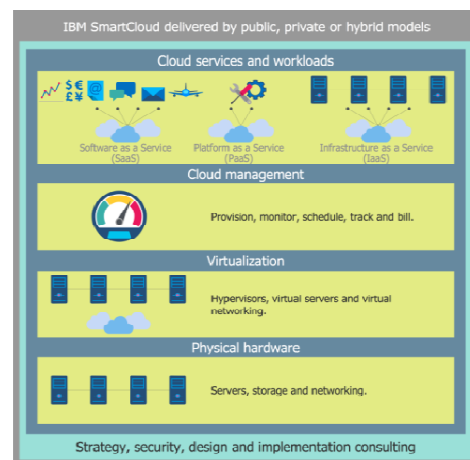 IBM SmartCloud delivered by public, private or hybrid models
Cloud services and workloads
$€
£¥
@
Software as a Service
(SaaS)
Platform as a Service
(PaaS)
Infrastructure as a Service
(IaaS)
Cloud management
Provision, monitor, schedule, track and bill.
Virtualization
Hypervisors, virtual servers and virtual
networking.
Physical hardware
Servers, storage and networking.
Strategy, security, design and implementation consulting